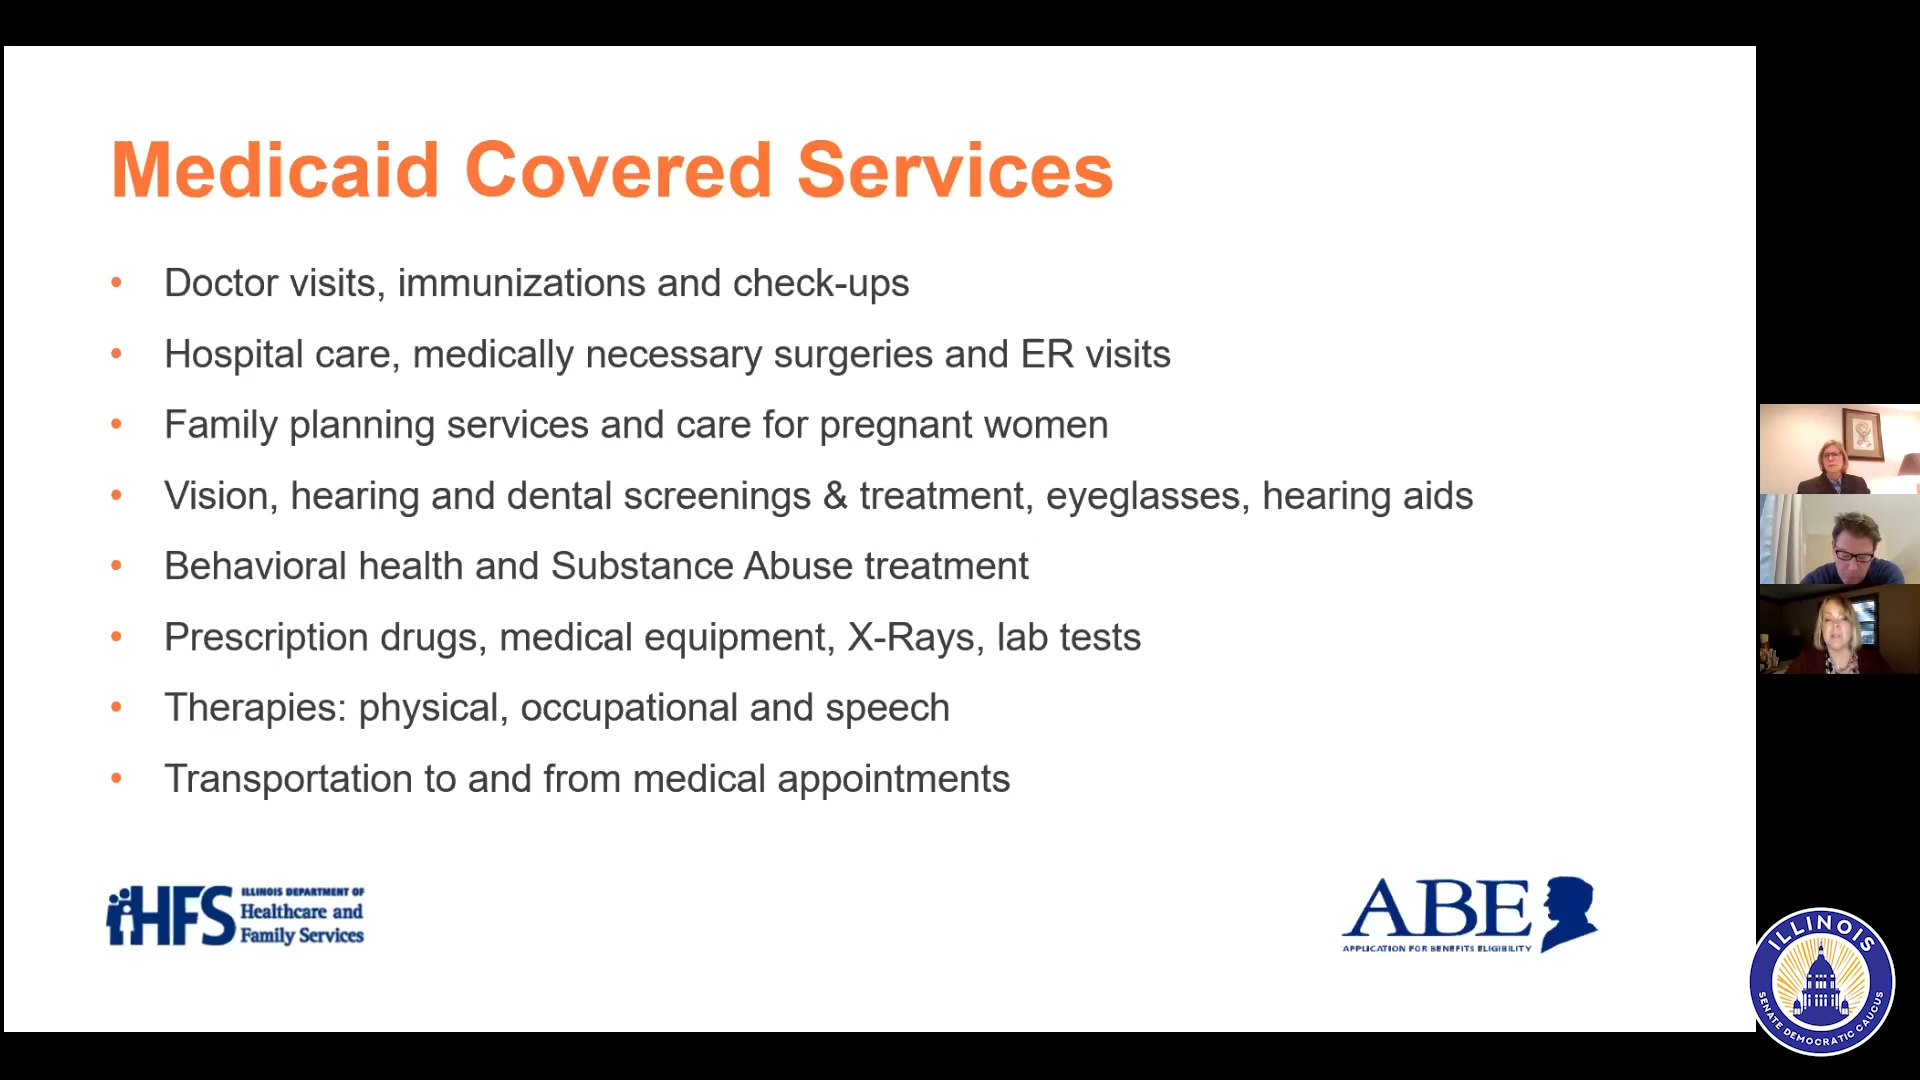 Medicaid Covered Services
• Doctor visits, immunizations and check-ups
• Hospital care, medically necessary surgeries and ER visits
• Family planning services and care for pregnant women
• Vision, hearing and dental screenings & treatment, eyeglasses, hearing aids
• Behavioral health and Substance Abuse treatment
• Prescription drugs, medical equipment, X-Rays, lab tests
• Therapies: physical, occupational and speech
• Transportation to and from medical appointments
HFS
ILLINOIS DEPARTMENT OF
Healthcare and
Family Services
ABE
APPLICATION FOR BENEFITS ELIGIBILITY
ILLINOIS
SENATE DEMOCRATIC CAUCUS